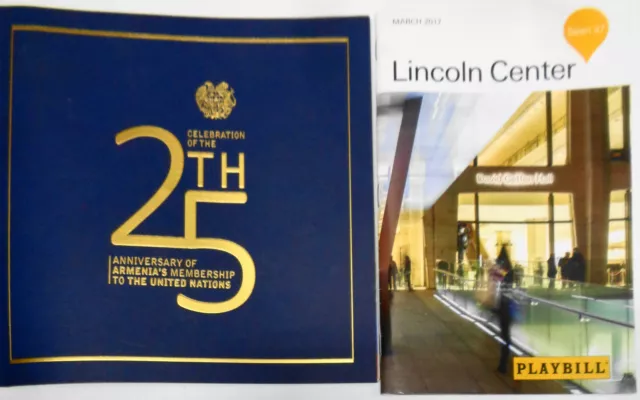 CELEBRATION
OF THE
25TH
ANNIVERSARY OF
ARMENIA'S MEMBERSHIP
TO THE UNITED NATIONS
MARCH 2017
Lincoln Center
David Geffen Hall
PLAYBILL